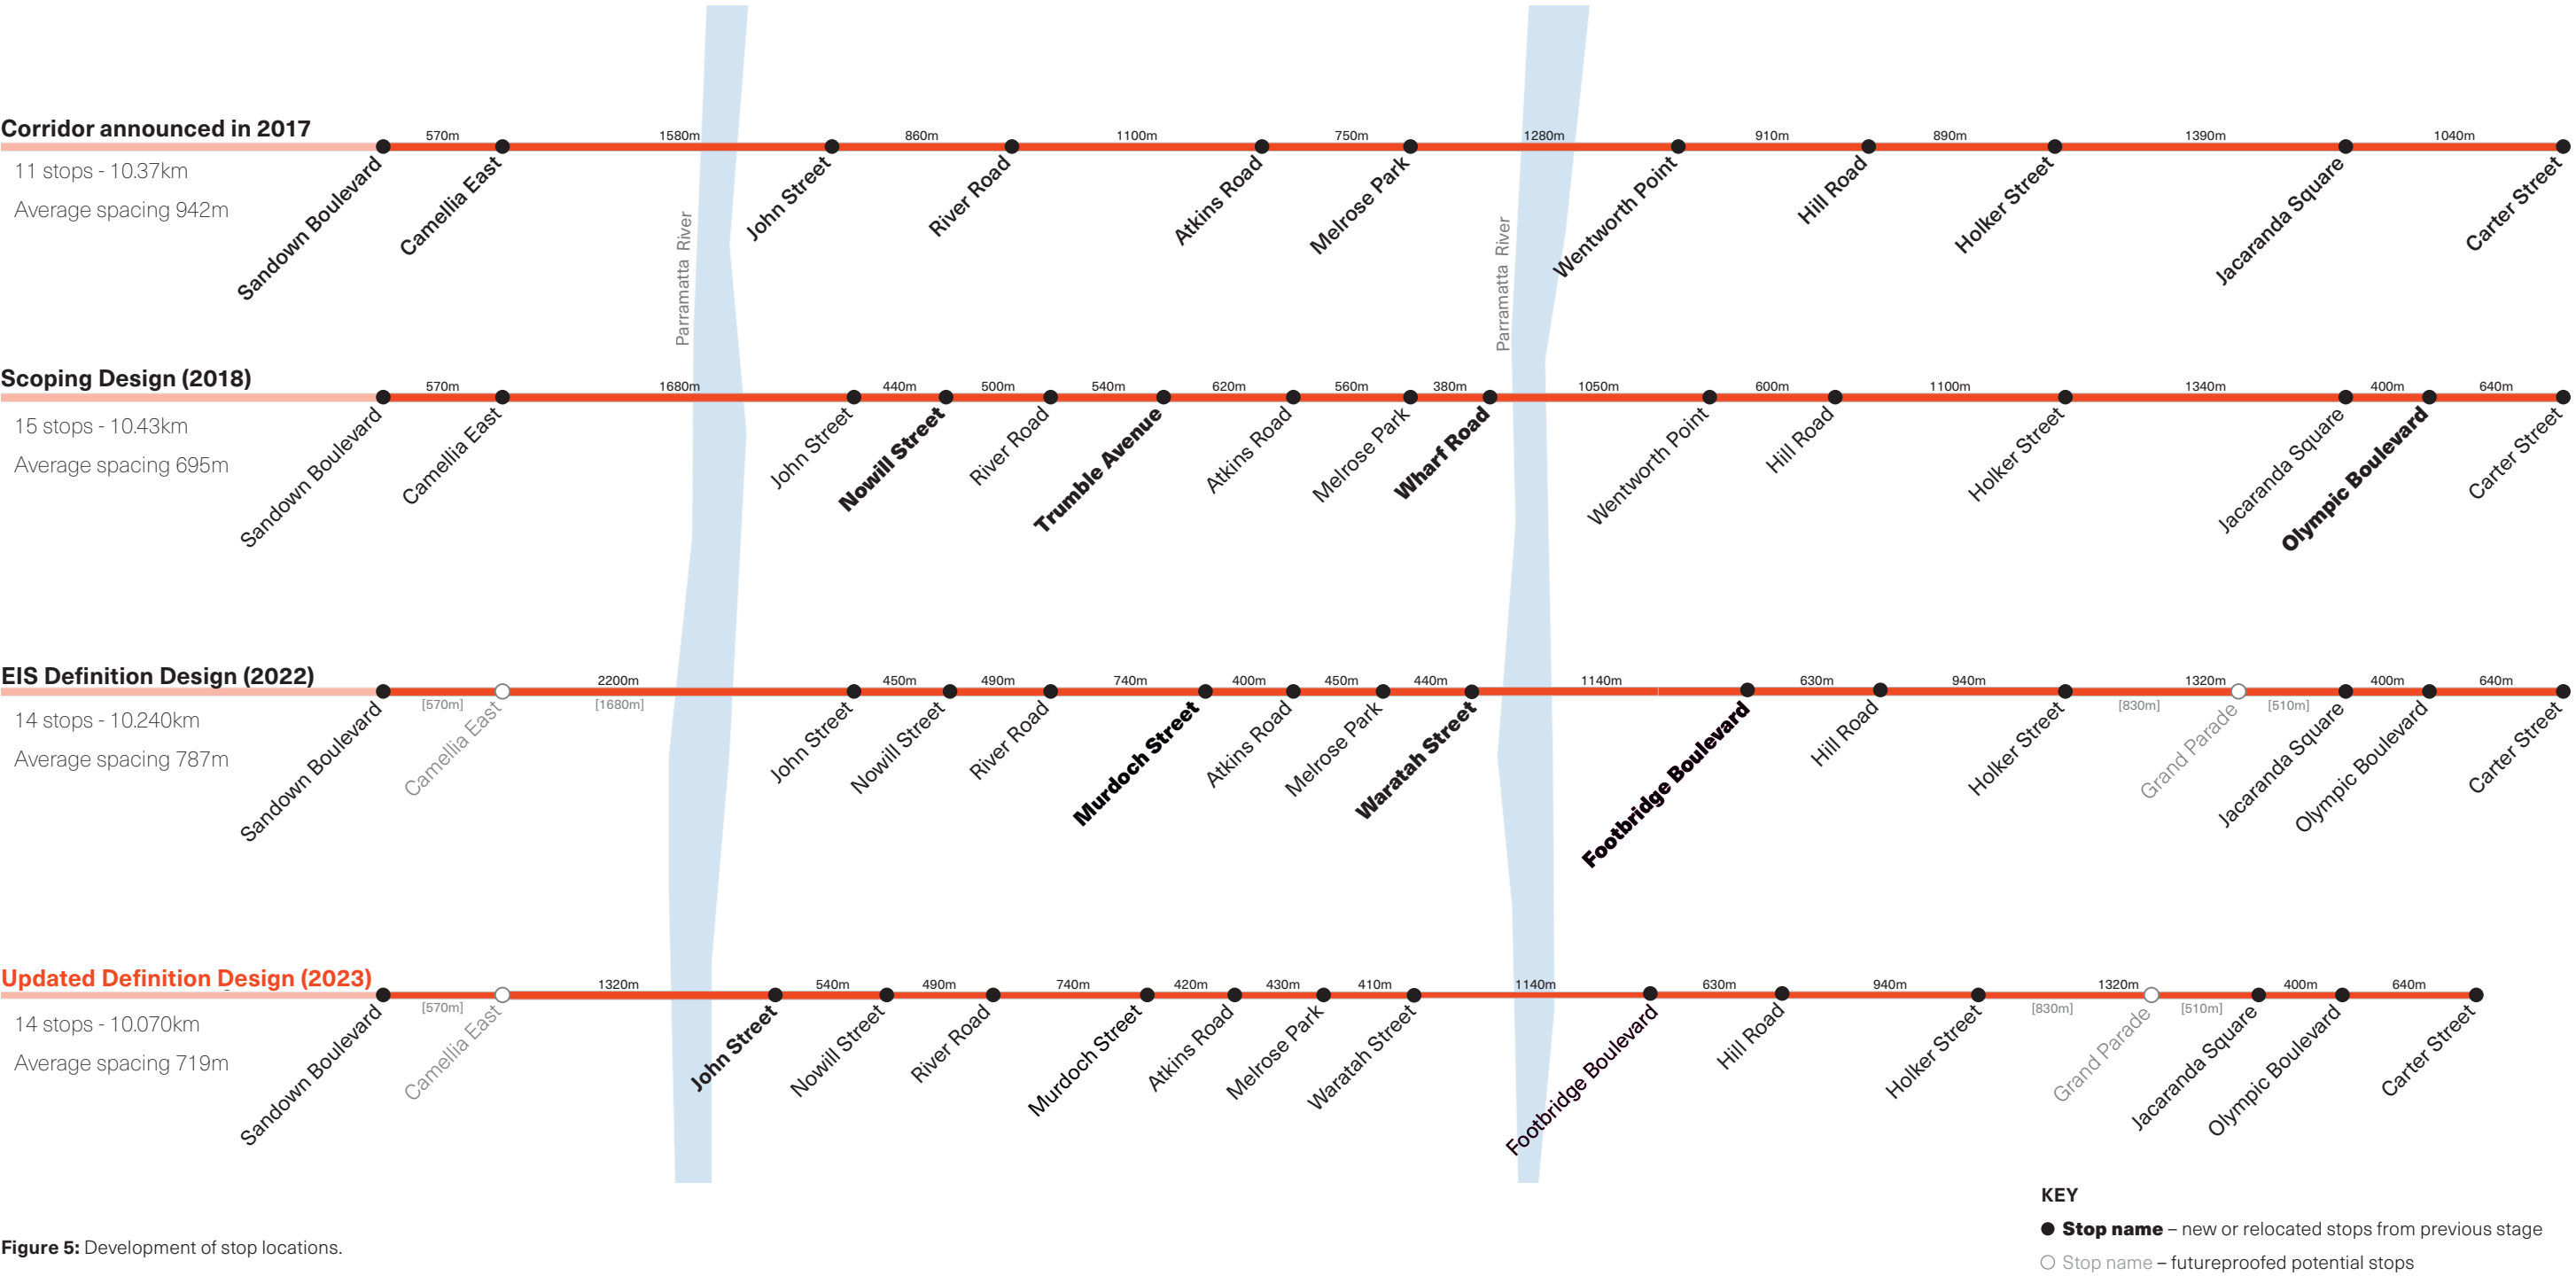 Corridor announced in 2017
570m 1580m 860m 1100m 750m 1280m 910m 890m 1390m 1040m
11 stops - 10.37km
Average spacing 942m
Sandown Boulevard
Camellia East
John Street
River Road
Atkins Road
Melrose Park
Wentworth Point
Hill Road
Holker Street
Jacaranda Square
Carter Street
Parramatta River
Parramatta River
Scoping Design (2018)
570m 1680m 440m 500m 540m 620m 560m 380m 1050m 600m 1100m 1340m 400m 640m
15 stops - 10.43km
Average spacing 695m
Sandown Boulevard
Camellia East
John Street
Nowill Street
River Road
Trumble Avenue
Atkins Road
Melrose Park
Wharf Road
Wentworth Point
Hill Road
Holker Street
Jacaranda Square
Olympic Boulevard
Carter Street
EIS Definition Design (2022)
2200m 450m 490m 740m 400m 450m 440m 1140m 630m 940m 1320m 400m 640m
[570m] [1680m] [830m] [510m]
14 stops - 10.240km
Average spacing 787m
Sandown Boulevard
Camellia East
John Street
Nowill Street
River Road
Murdoch Street
Atkins Road
Melrose Park
Waratah Street
Footbridge Boulevard
Hill Road
Holker Street
Grand Parade
Jacaranda Square
Olympic Boulevard
Carter Street
Updated Definition Design (2023)
1320m 540m 490m 740m 420m 430m 410m 1140m 630m 940m 1320m 400m 640m
[570m] [830m] [510m]
14 stops - 10.070km
Average spacing 719m
Sandown Boulevard
Camellia East
John Street
Nowill Street
River Road
Murdoch Street
Atkins Road
Melrose Park
Waratah Street
Footbridge Boulevard
Hill Road
Holker Street
Grand Parade
Jacaranda Square
Olympic Boulevard
Carter Street
KEY
Stop name – new or relocated stops from previous stage
Stop name – futureproofed potential stops
Figure 5: Development of stop locations.